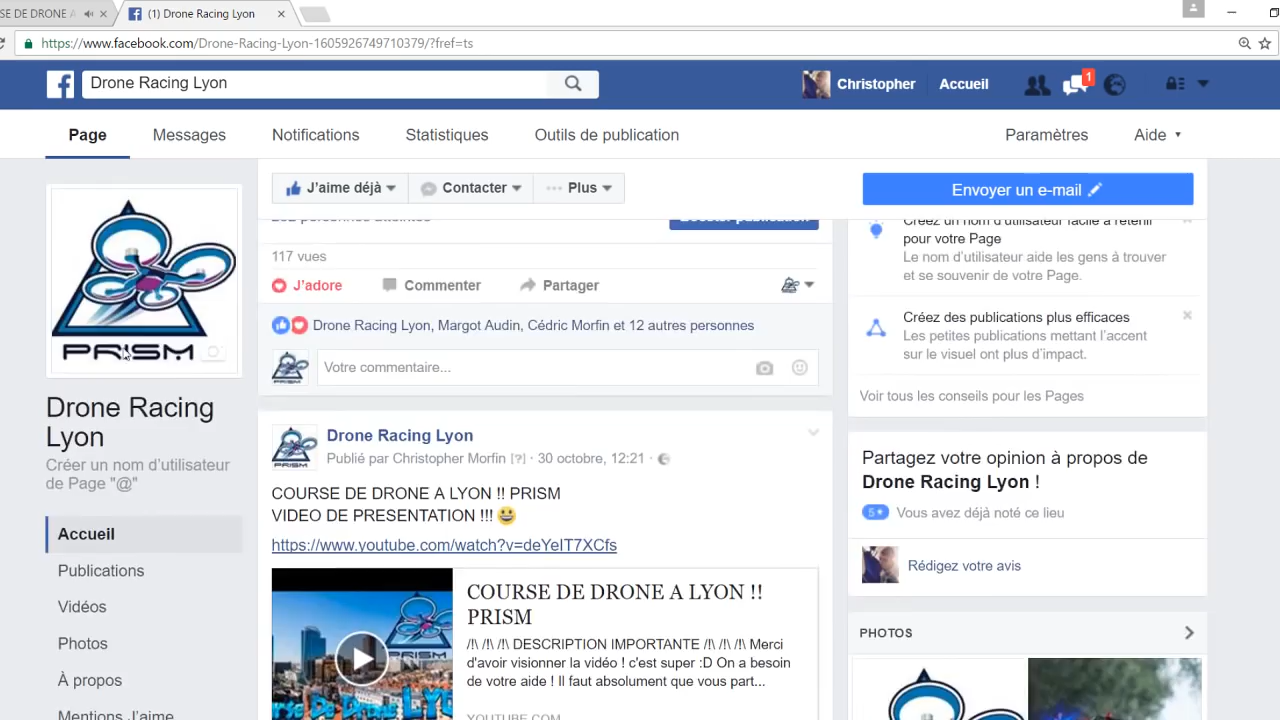 SE DE DRONE A
(1) Drone Racing Lyon
https://www.facebook.com/Drone-Racing-Lyon-1605926749710379/?fref=ts
Drone Racing Lyon
Christopher
Accueil
1
Page
Messages
Notifications
Statistiques
Outils de publication
Paramètres
Aide
J'aime déjà
Contacter
Plus
Envoyer un e-mail
PRISM
Drone Racing
Lyon
Créer un nom d'utilisateur
de Page "@"
Accueil
Publications
Vidéos
Photos
À propos
Mentions J'aime
personnes atteintes
117 vues
J'adore
Commenter
Partager
Drone Racing Lyon, Margot Audin, Cédric Morfin et 12 autres personnes
Votre commentaire...
PRISM
Drone Racing Lyon
Publié par Christopher Morfin [?] · 30 octobre, 12:21 ·
COURSE DE DRONE A LYON !! PRISM
VIDEO DE PRESENTATION !!!
https://www.youtube.com/watch?v=deYeIT7XCfs
COURSE DE DRONE A LYON !!
PRISM
/!\ /!\ /!\ DESCRIPTION IMPORTANTE /!\ /!\ /!\ Merci
d'avoir visionner la vidéo ! c'est super :D On a besoin
de votre aide ! Il faut absolument que vous part...
YOUTUBE.COM
Créez un nom d'utilisateur facile à retenir
pour votre Page
Le nom d'utilisateur aide les gens à trouver
et se souvenir de votre Page.
Créez des publications plus efficaces
Les petites publications mettant l'accent
sur le visuel ont plus d'impact.
Voir tous les conseils pour les Pages
Partagez votre opinion à propos de
Drone Racing Lyon !
5
Vous avez déjà noté ce lieu
Rédigez votre avis
PHOTOS